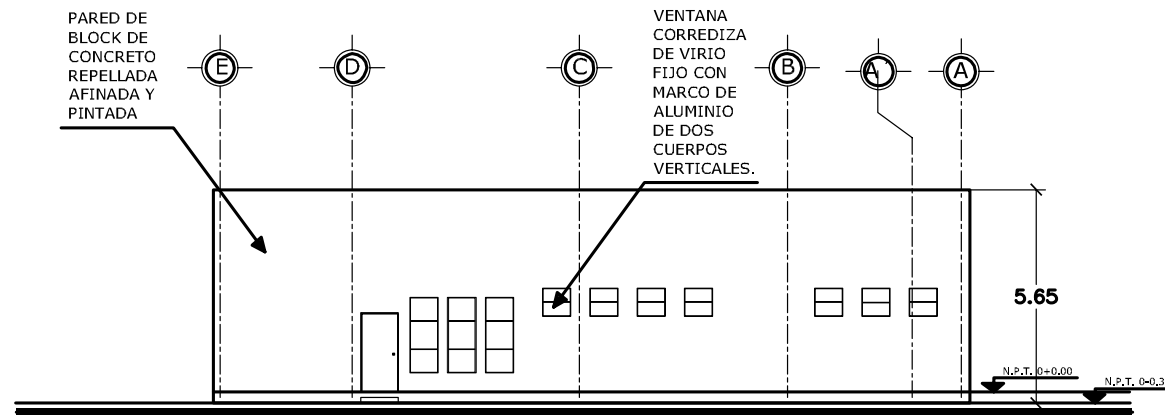 PARED DE
BLOCK DE
CONCRETO
REPELLADA
AFINADA Y
PINTADA
VENTANA
CORREDIZA
DE VIRIO
FIJO CON
MARCO DE
ALUMINIO
DE DOS
CUERPOS
VERTICALES.
E
D
C
B
A'
A
5.65
N.P.T. 0+0.00
N.P.T. 0-0.3